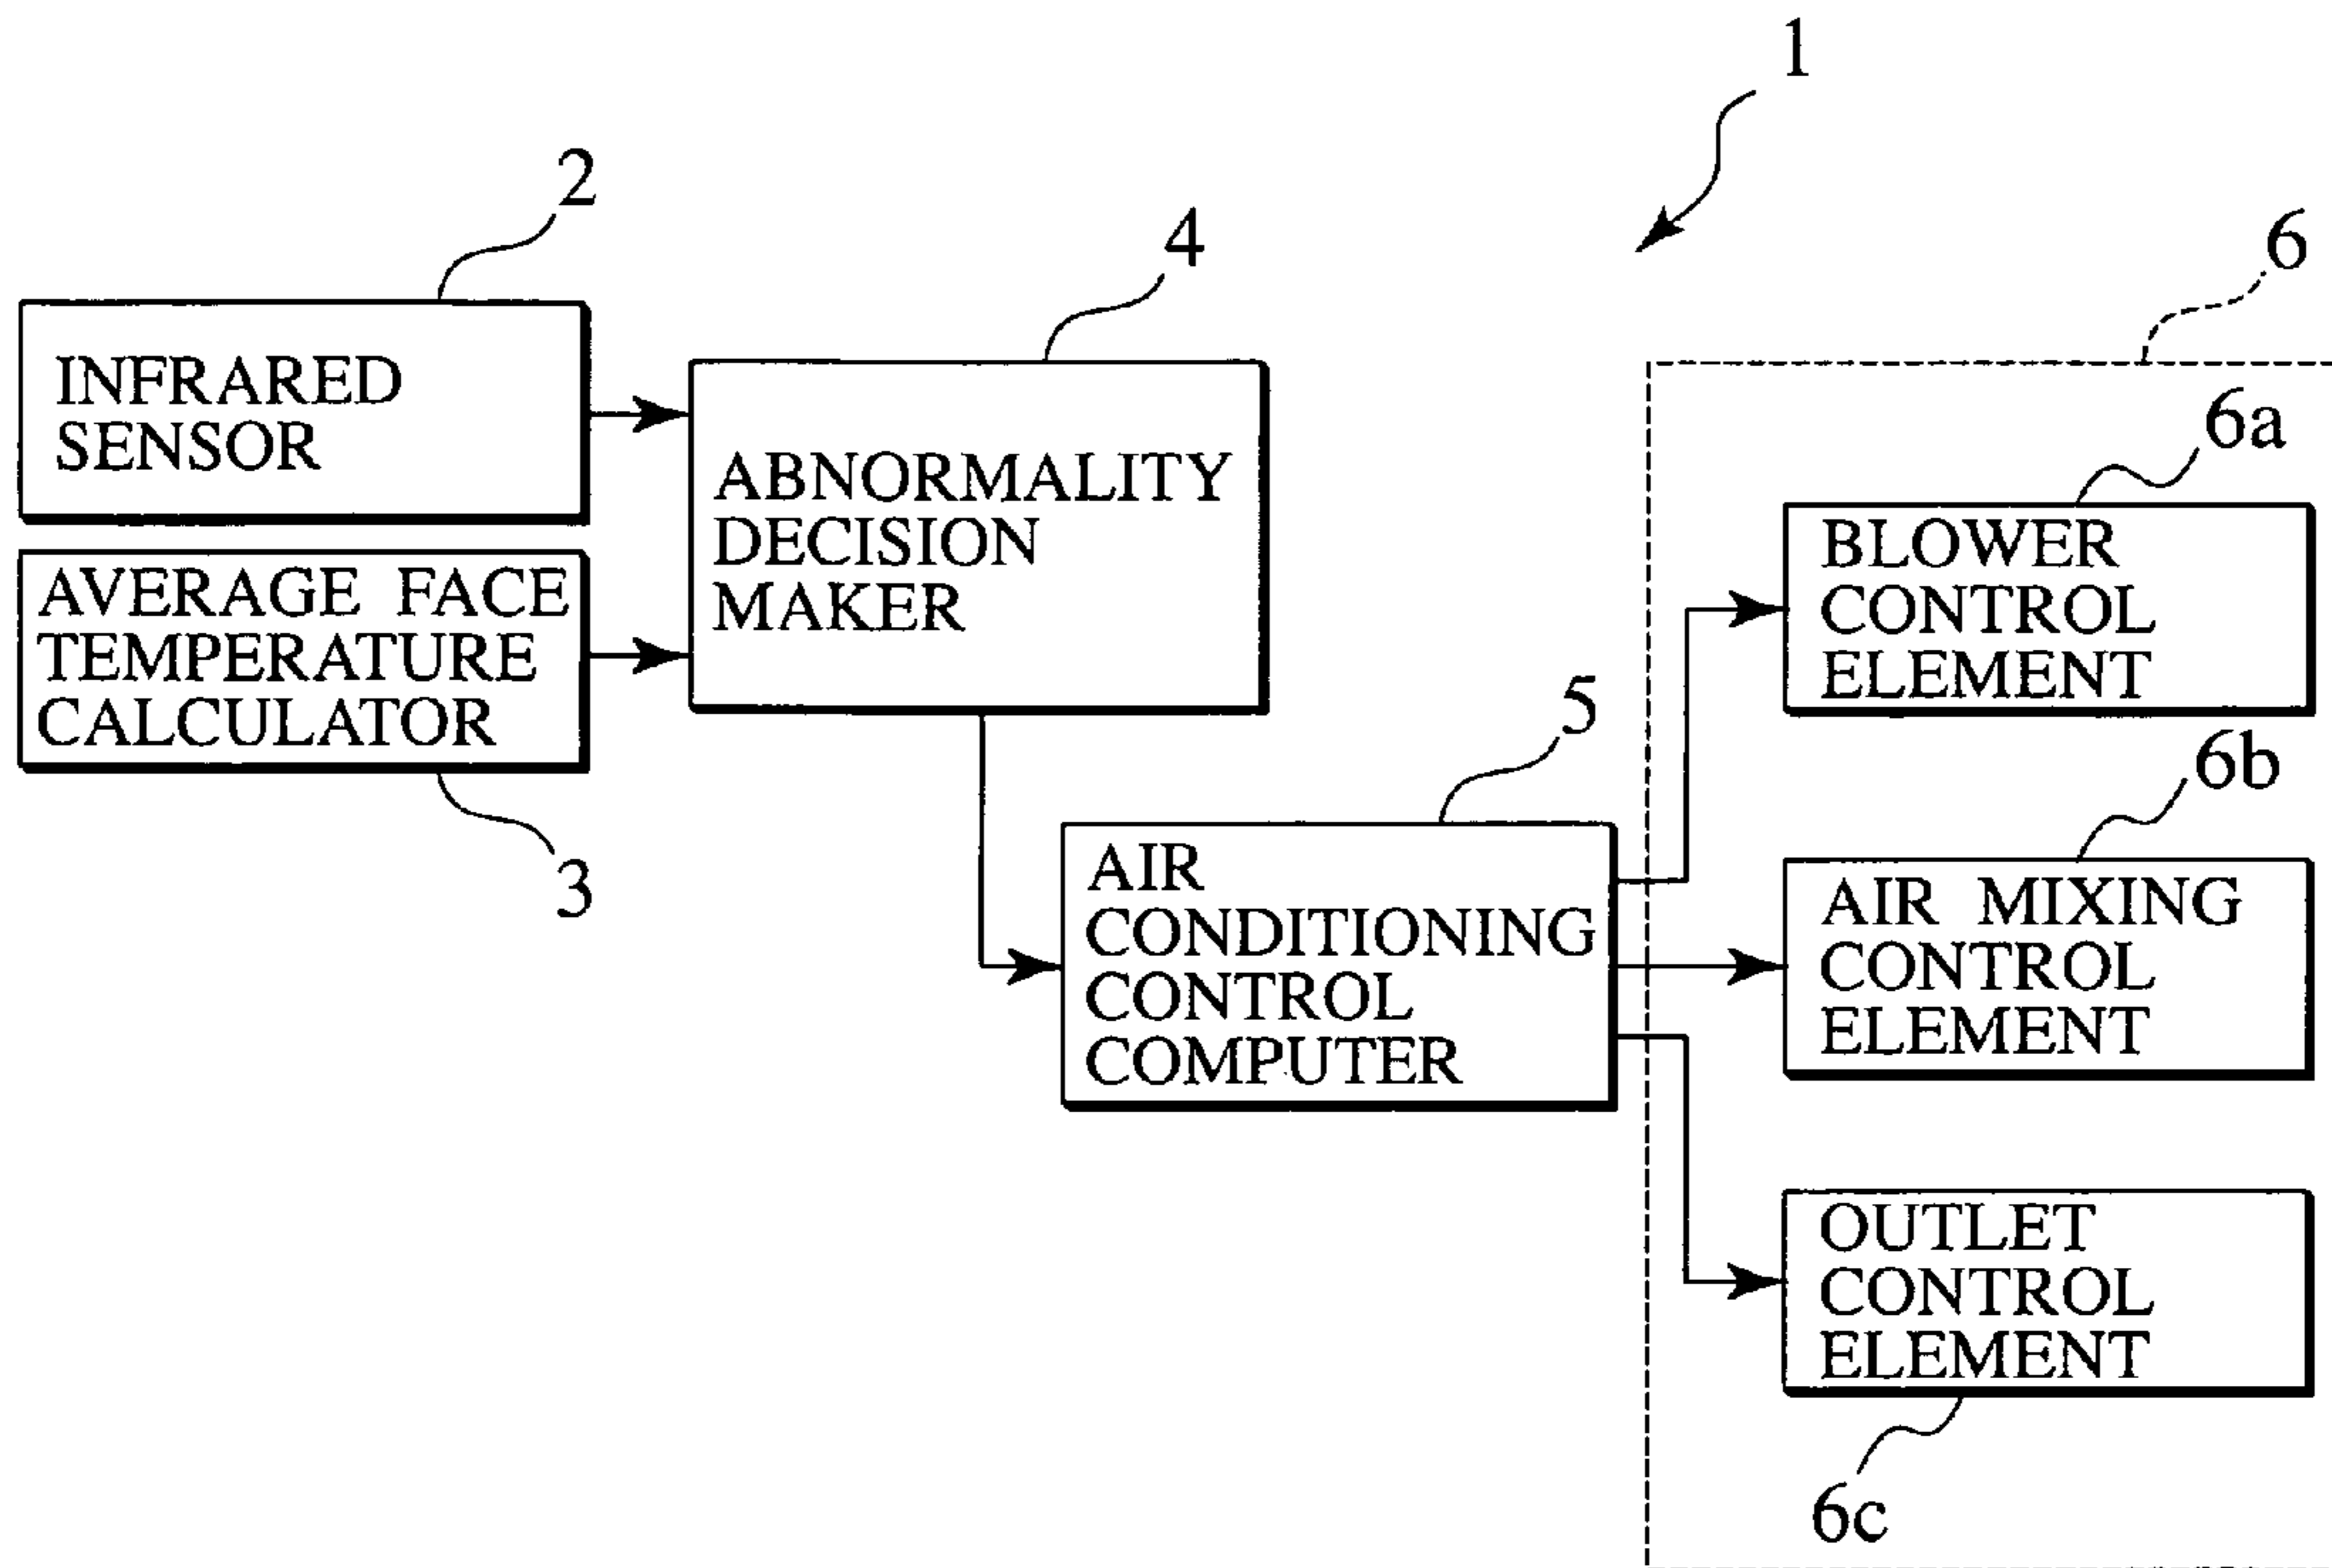 1
2
4
6
INFRARED
SENSOR
6a
ABNORMALITY
DECISION
MAKER
BLOWER
CONTROL
ELEMENT
AVERAGE FACE
TEMPERATURE
CALCULATOR
3
5
6b
AIR
CONDITIONING
CONTROL
COMPUTER
AIR MIXING
CONTROL
ELEMENT
OUTLET
CONTROL
ELEMENT
6c